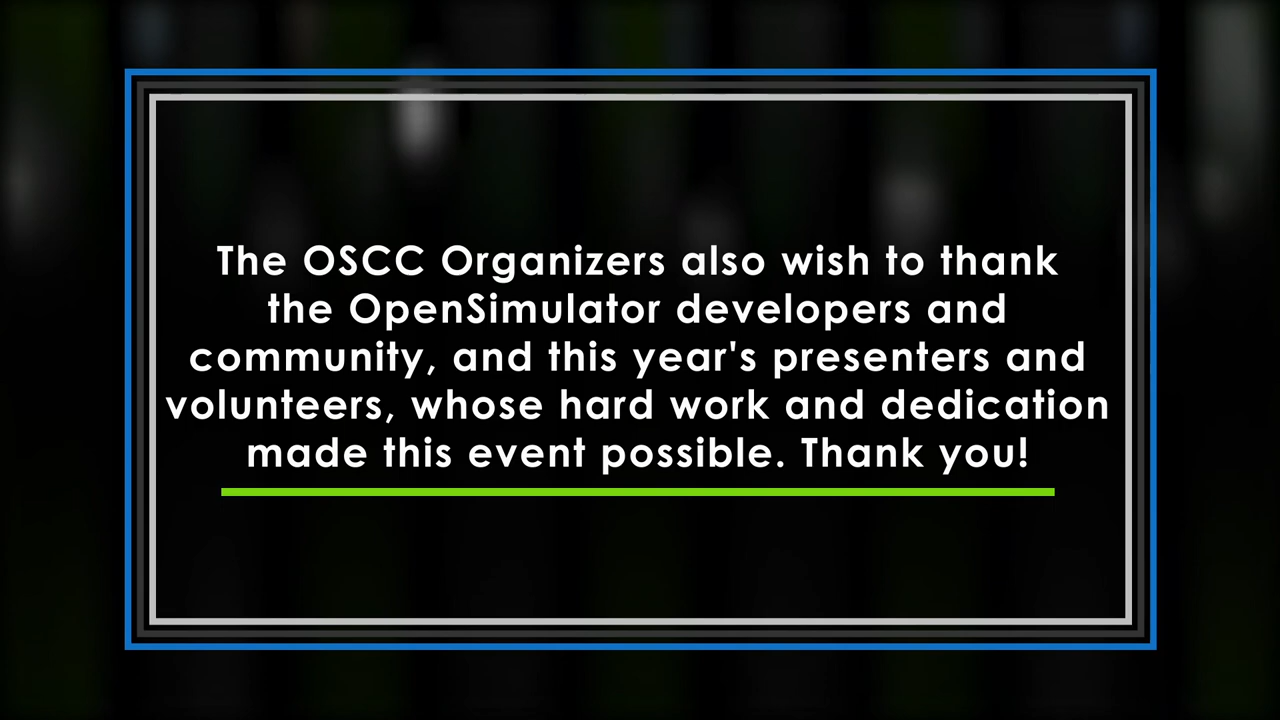 The OSCC Organizers also wish to thank
the OpenSimulator developers and
community, and this year's presenters and
volunteers, whose hard work and dedication
made this event possible. Thank you!